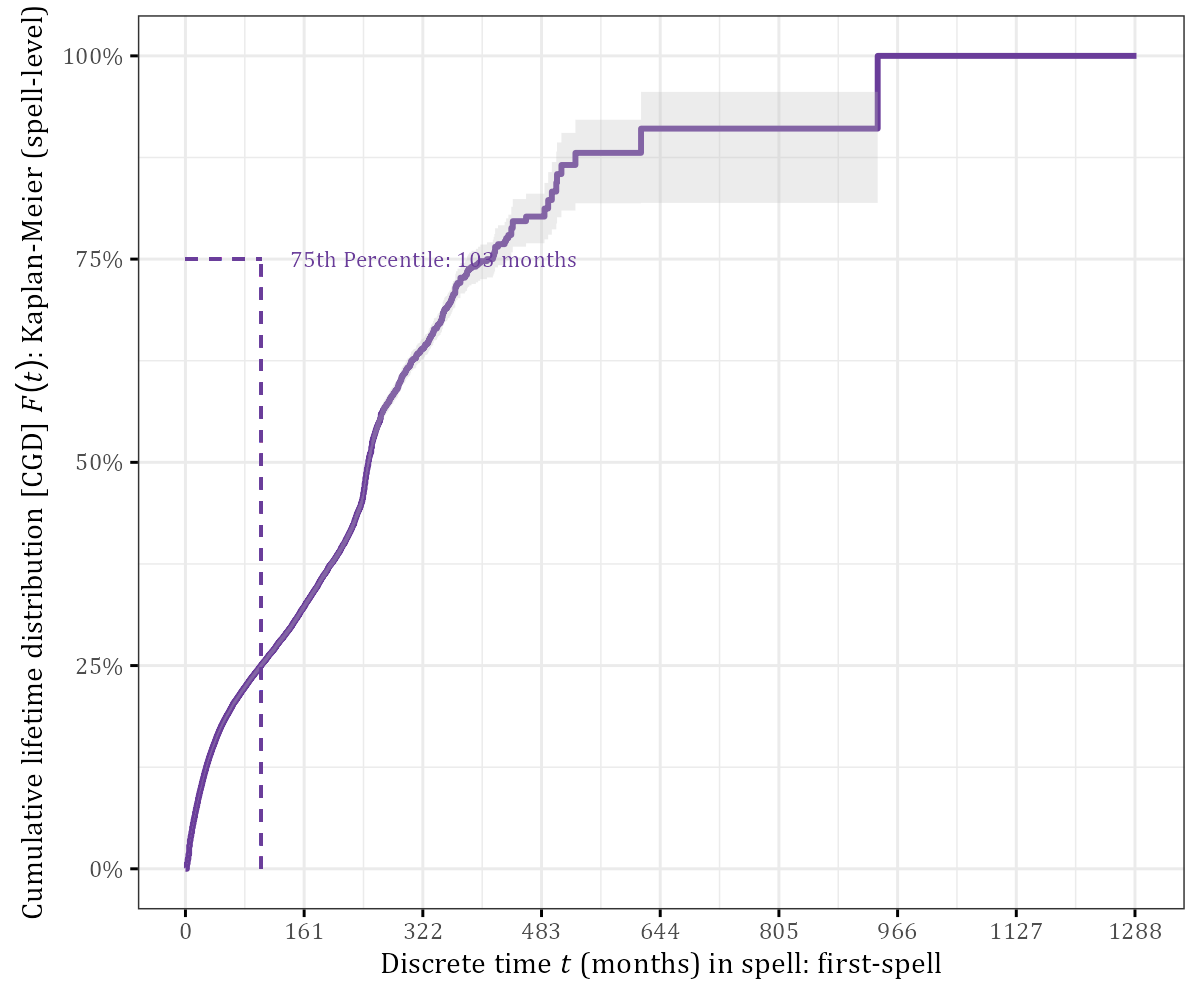 Cumulative lifetime distribution [CGD] F(t): Kaplan-Meier (spell-level)
100%
75%
50%
25%
0%
75th Percentile: 103 months
0 161 322 483 644 805 966 1127 1288
Discrete time t (months) in spell: first-spell